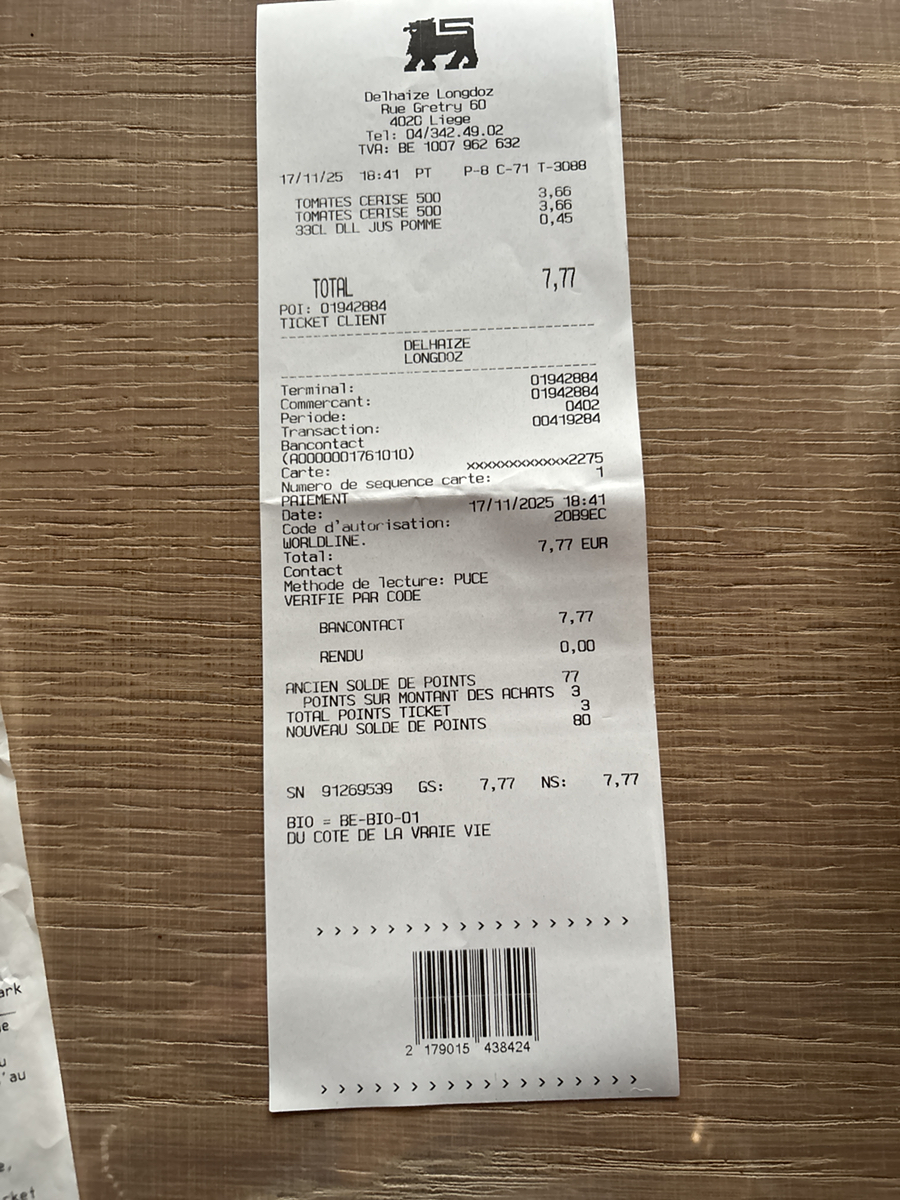 Delhaize Longdoz
Rue Gretry 60
4020 Liege
Tel: 04/342.49.02
TVA: BE 1007 962 632
17/11/25 18:41 PT P-8 C-71 T-3088
TOMATES CERISE 500 3,66
TOMATES CERISE 500 3,66
33CL DLL JUS POMME 0,45
TOTAL 7,77
POI: 01942884
TICKET CLIENT
DELHAIZE
LONGDOZ
Terminal: 01942884
Commercant: 01942884
Periode: 0402
Transaction: 00419284
Bancontact
(A0000001761010)
Carte: xxxxxxxxxxxxx2275
Numero de sequence carte: 1
PAIEMENT
Date: 17/11/2025 18:41
Code d'autorisation: 20B9EC
WORLDLINE.
Total: 7,77 EUR
Contact
Methode de lecture: PUCE
VERIFIE PAR CODE
BANCONTACT 7,77
RENDU 0,00
ANCIEN SOLDE DE POINTS 77
POINTS SUR MONTANT DES ACHATS 3
TOTAL POINTS TICKET 3
NOUVEAU SOLDE DE POINTS 80
SN 91269539 GS: 7,77 NS: 7,77
BIO = BE-BIO-01
DU COTE DE LA VRAIE VIE
> > > > > > > > > > > > > > > > > >
2 179015 438424
> > > > > > > > > > > > > > > > > >